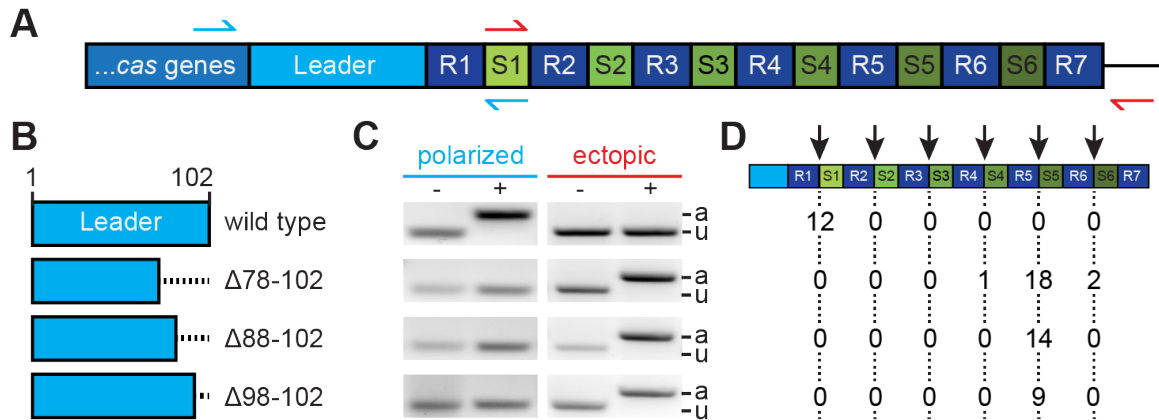 A
...cas genes Leader R1 S1 R2 S2 R3 S3 R4 S4 R5 S5 R6 S6 R7
B
1 102
Leader wild type
Δ78-102
Δ88-102
Δ98-102
C
polarized ectopic
- + - +
a
u
a
u
a
u
a
u
D
R1 S1 R2 S2 R3 S3 R4 S4 R5 S5 R6 S6 R7
12 0 0 0 0 0
0 0 0 1 18 2
0 0 0 0 14 0
0 0 0 0 9 0